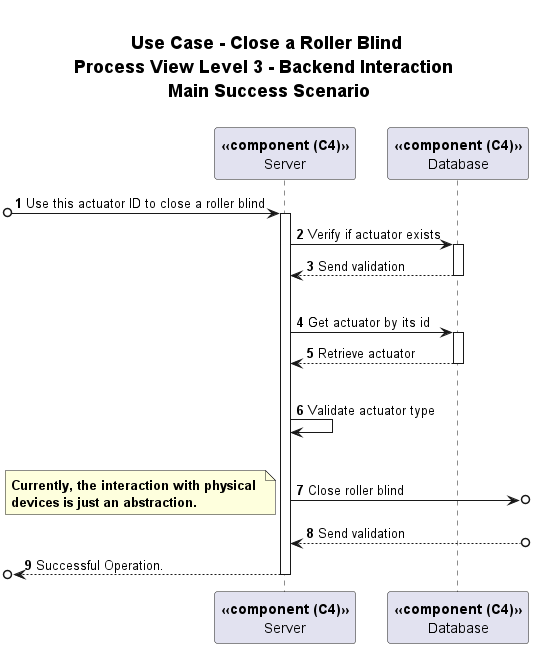 Use Case - Close a Roller Blind
Process View Level 3 - Backend Interaction
Main Success Scenario
«component (C4)»
Server
«component (C4)»
Database
1 Use this actuator ID to close a roller blind
2 Verify if actuator exists
3 Send validation
4 Get actuator by its id
5 Retrieve actuator
6 Validate actuator type
Currently, the interaction with physical
devices is just an abstraction.
7 Close roller blind
8 Send validation
9 Successful Operation.
«component (C4)»
Server
«component (C4)»
Database